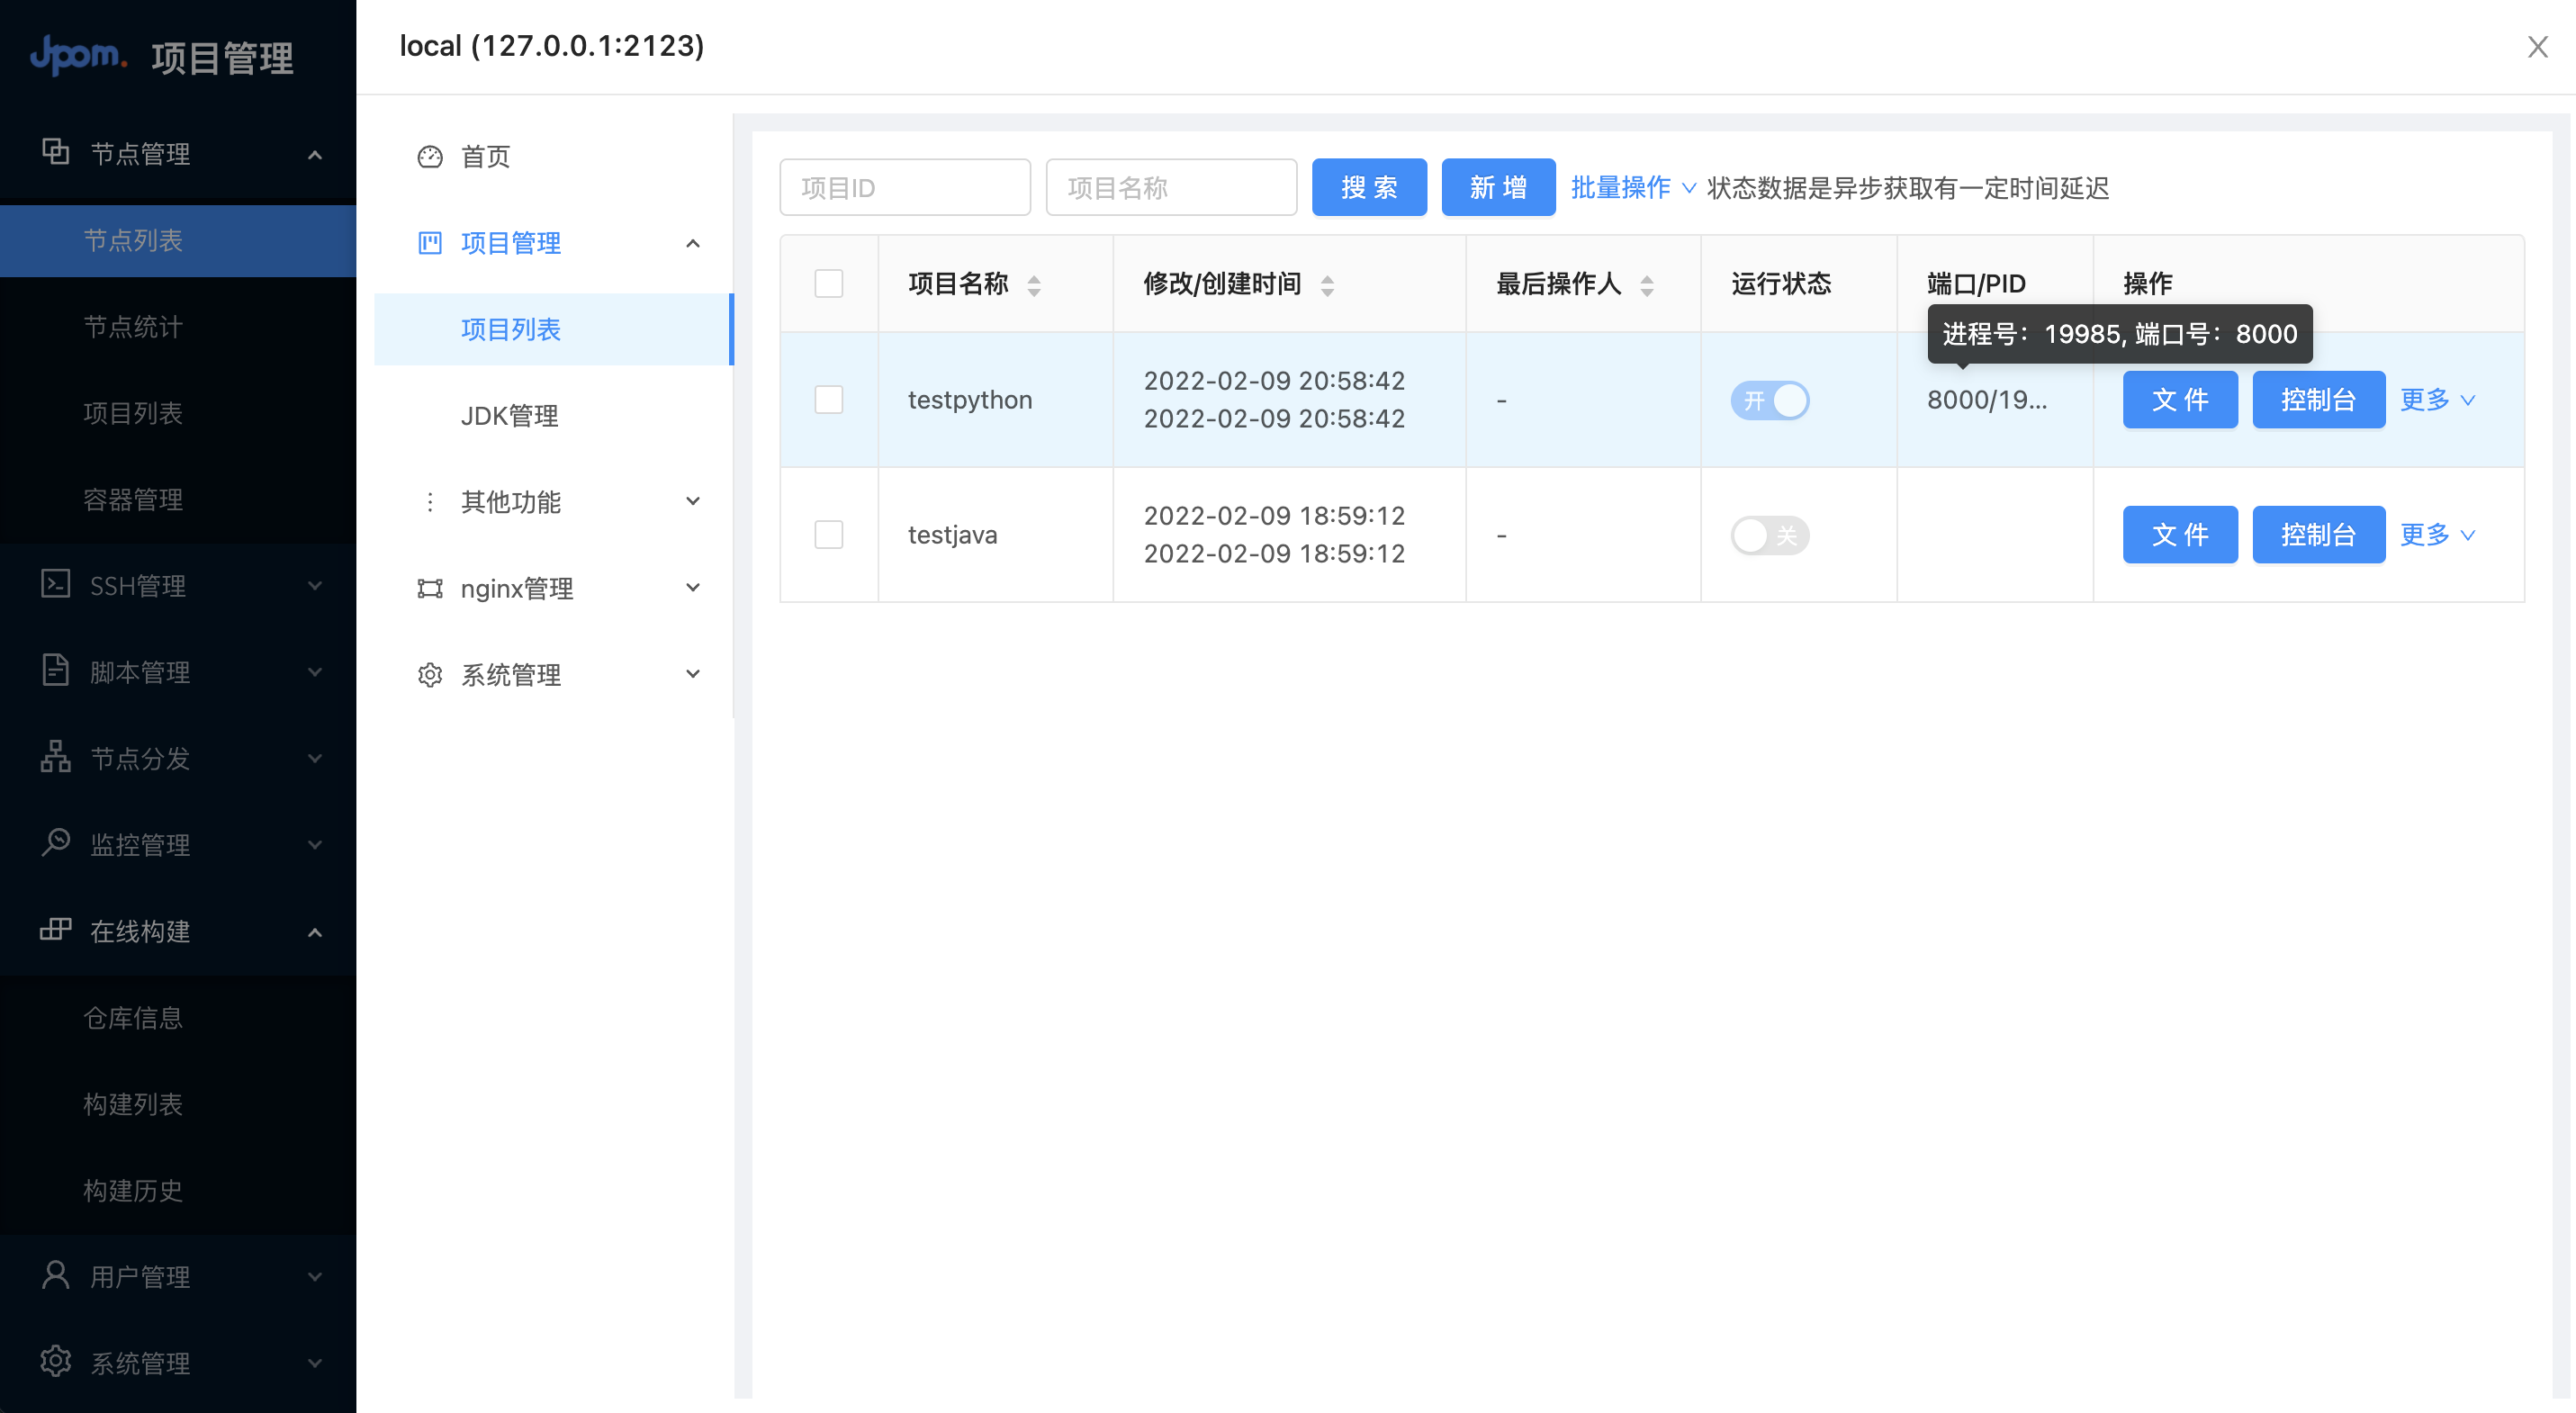 Jpom. 项目管理
节点管理
节点列表
节点统计
项目列表
容器管理
SSH管理
脚本管理
节点分发
监控管理
在线构建
仓库信息
构建列表
构建历史
用户管理
系统管理
local (127.0.0.1:2123)
首页
项目管理
项目列表
JDK管理
其他功能
nginx管理
系统管理
项目ID 项目名称 搜 索 新 增 批量操作 状态数据是异步获取有一定时间延迟
项目名称 修改/创建时间 最后操作人 运行状态 端口/PID 操作
进程号：19985, 端口号：8000
testpython 2022-02-09 20:58:42 - 开 8000/19... 文 件 控制台 更多
2022-02-09 20:58:42
testjava 2022-02-09 18:59:12 - 关 文 件 控制台 更多
2022-02-09 18:59:12